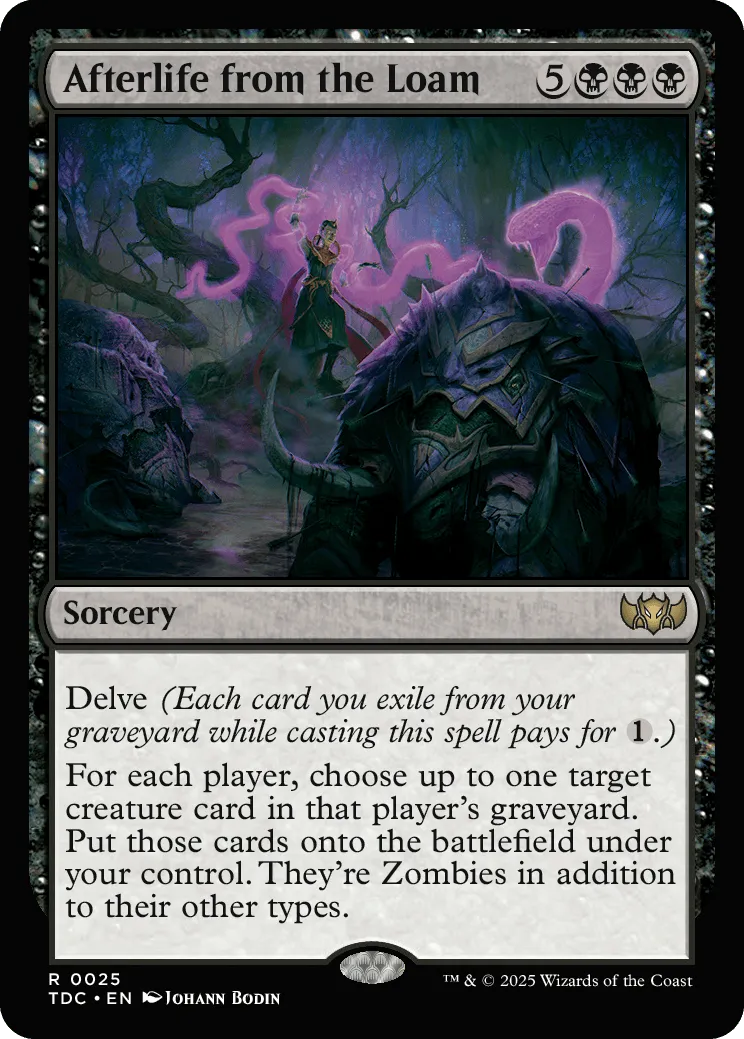 Afterlife from the Loam 5
Sorcery
Delve (Each card you exile from your
graveyard while casting this spell pays for 1.)
For each player, choose up to one target
creature card in that player's graveyard.
Put those cards onto the battlefield under
your control. They're Zombies in addition
to their other types.
R 0025
TDC • EN Johann Bodin
™ & © 2025 Wizards of the Coast